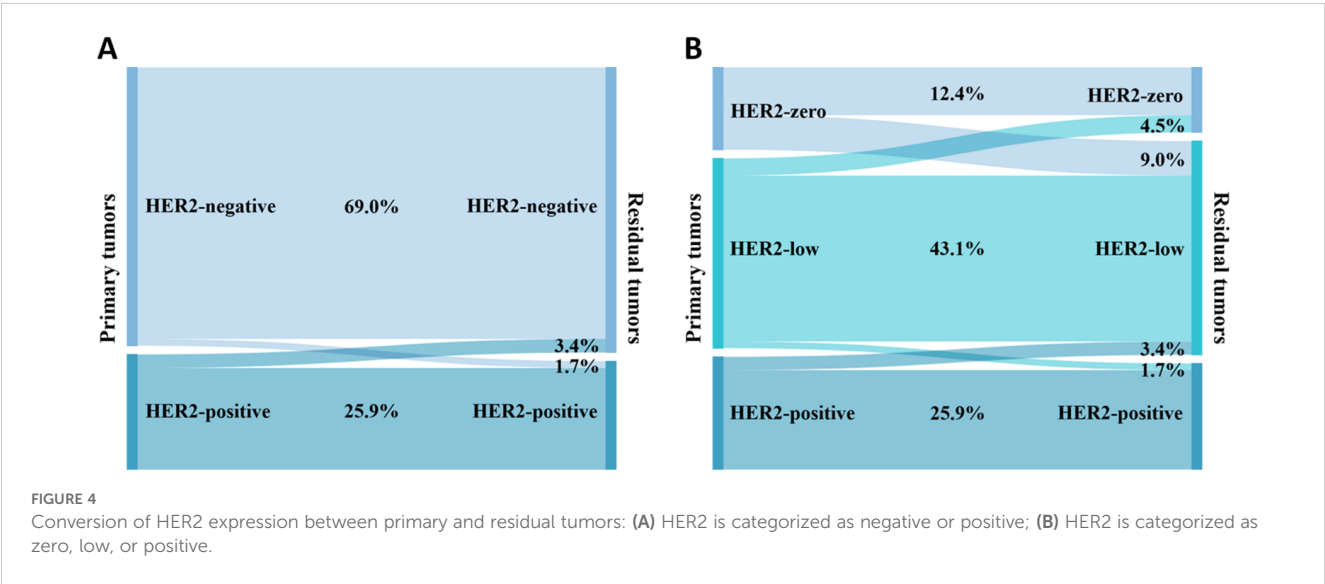 A
Primary tumors
HER2-negative 69.0% HER2-negative
3.4%
1.7%
HER2-positive 25.9% HER2-positive
Residual tumors
B
Primary tumors
HER2-zero 12.4% HER2-zero
4.5%
9.0%
HER2-low 43.1% HER2-low
3.4%
1.7%
HER2-positive 25.9% HER2-positive
Residual tumors
FIGURE 4
Conversion of HER2 expression between primary and residual tumors: (A) HER2 is categorized as negative or positive; (B) HER2 is categorized as
zero, low, or positive.